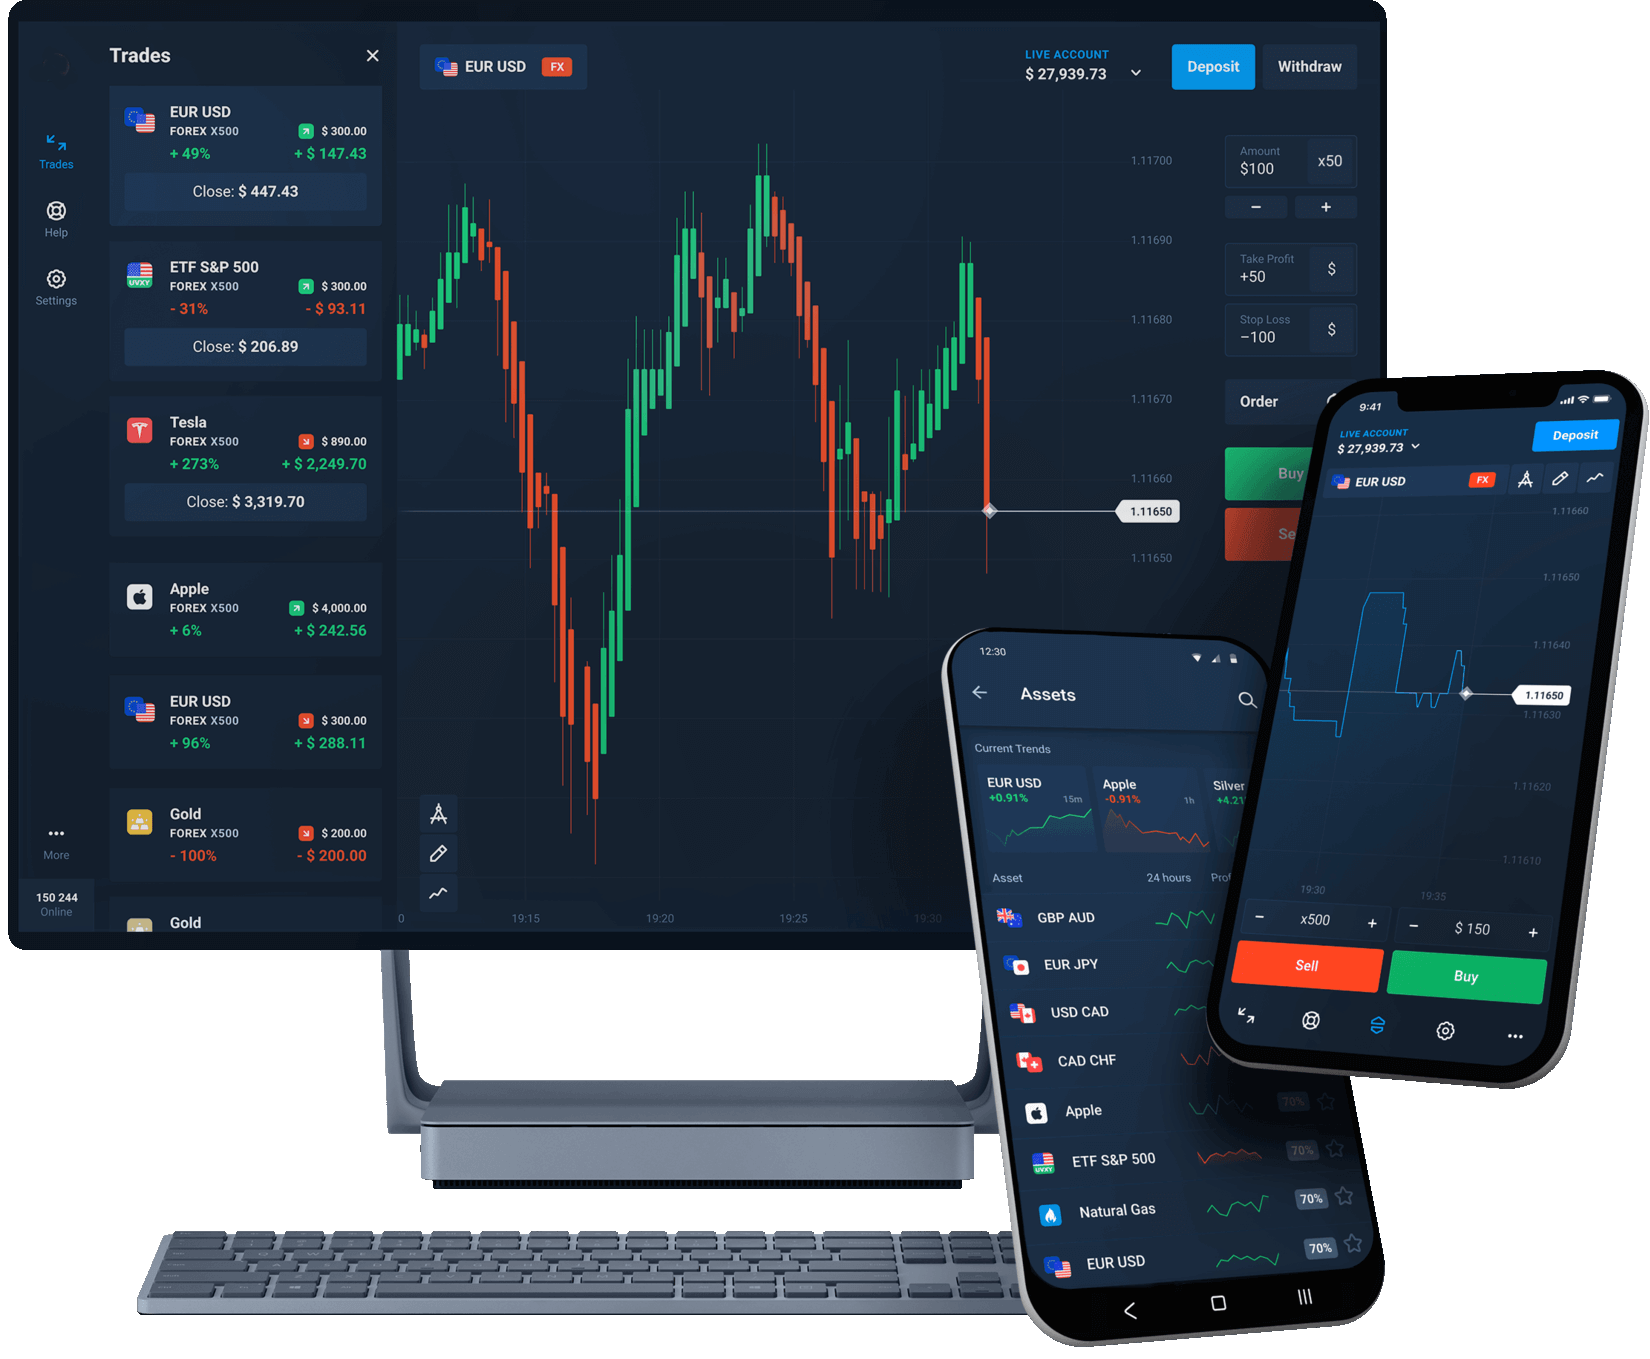 Trades
EUR USD
FOREX X500
$ 300.00
+ 49%
+ $ 147.43
Close: $ 447.43
ETF S&P 500
UVXY
FOREX X500
$ 300.00
- 31%
- $ 93.11
Close: $ 206.89
Tesla
FOREX X500
$ 890.00
+ 273%
+ $ 2,249.70
Close: $ 3,319.70
Apple
FOREX X500
$ 4,000.00
+ 6%
+ $ 242.56
EUR USD
FOREX X500
$ 300.00
+ 96%
+ $ 288.11
Gold
FOREX X500
$ 200.00
- 100%
- $ 200.00
Gold
Trades
Help
Settings
More
150 244
Online
EUR USD FX
LIVE ACCOUNT
$ 27,939.73
Deposit
Withdraw
1.11700
1.11690
1.11680
1.11670
1.11660
1.11650
1.11650
0 19:15 19:20 19:25 19:30
Amount
$100
x50
− +
Take Profit
+50
$
Stop Loss
−100
$
Order
Buy
Se
12:30
Assets
Current Trends
EUR USD
+0.91%
15m
Apple
-0.91%
1h
Silver
+4.21
Asset 24 hours Prof
GBP AUD
EUR JPY
USD CAD
CAD CHF
Apple
70%
ETF S&P 500
UVXY
70%
Natural Gas
70%
EUR USD
70%
9:41
LIVE ACCOUNT
$ 27,939.73
Deposit
EUR USD
FX
1.11660
1.11650
1.11640
1.11650
1.11630
1.11620
1.11610
19:30 19:35
− x500 +
− $ 150 +
Sell
Buy